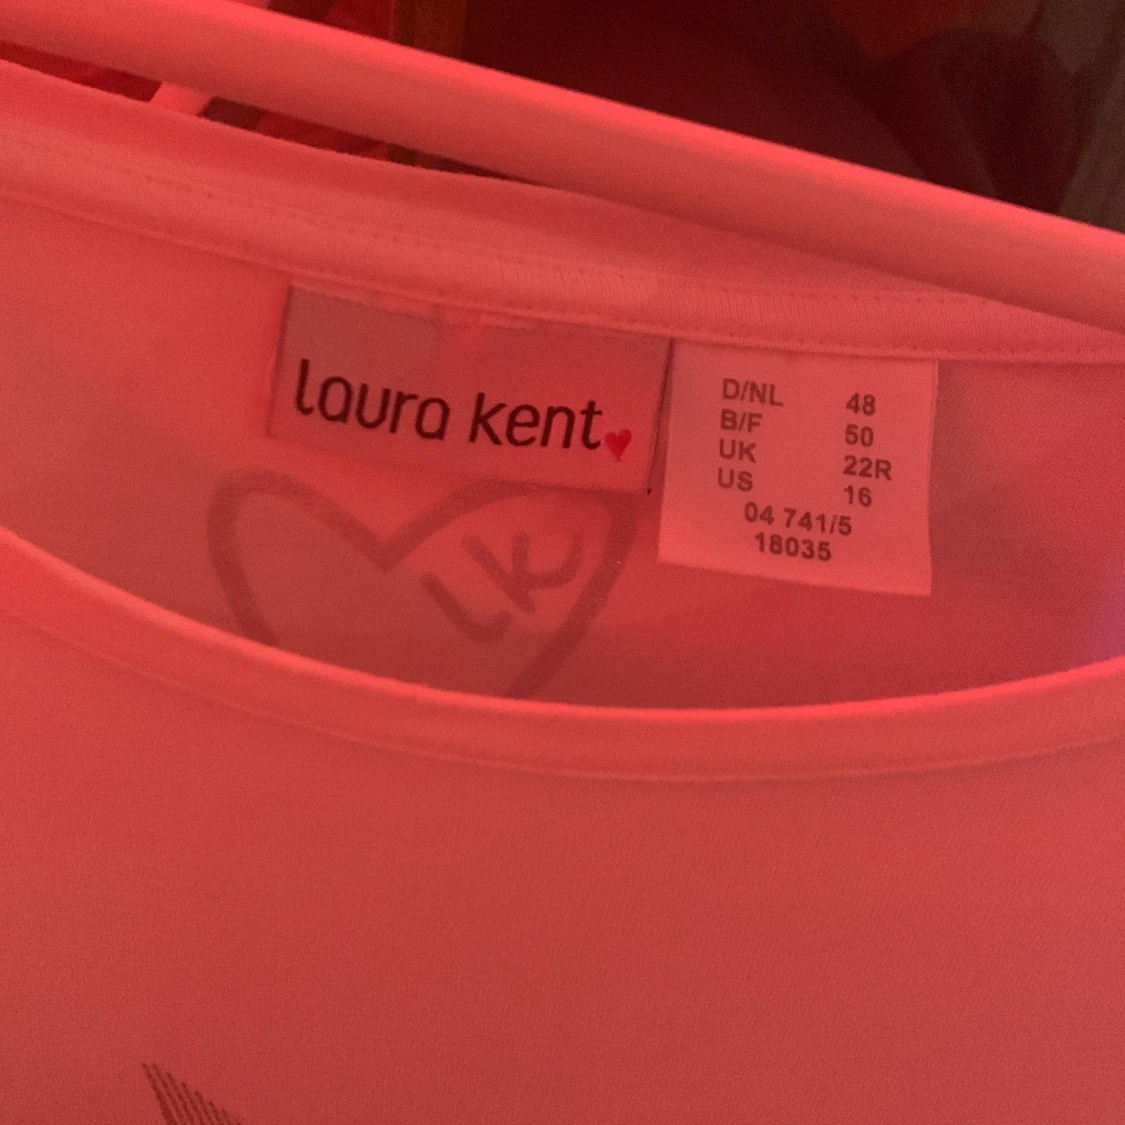 laura kent
LK
D/NL 48
B/F 50
UK 22R
US 16
04 741/5
18035